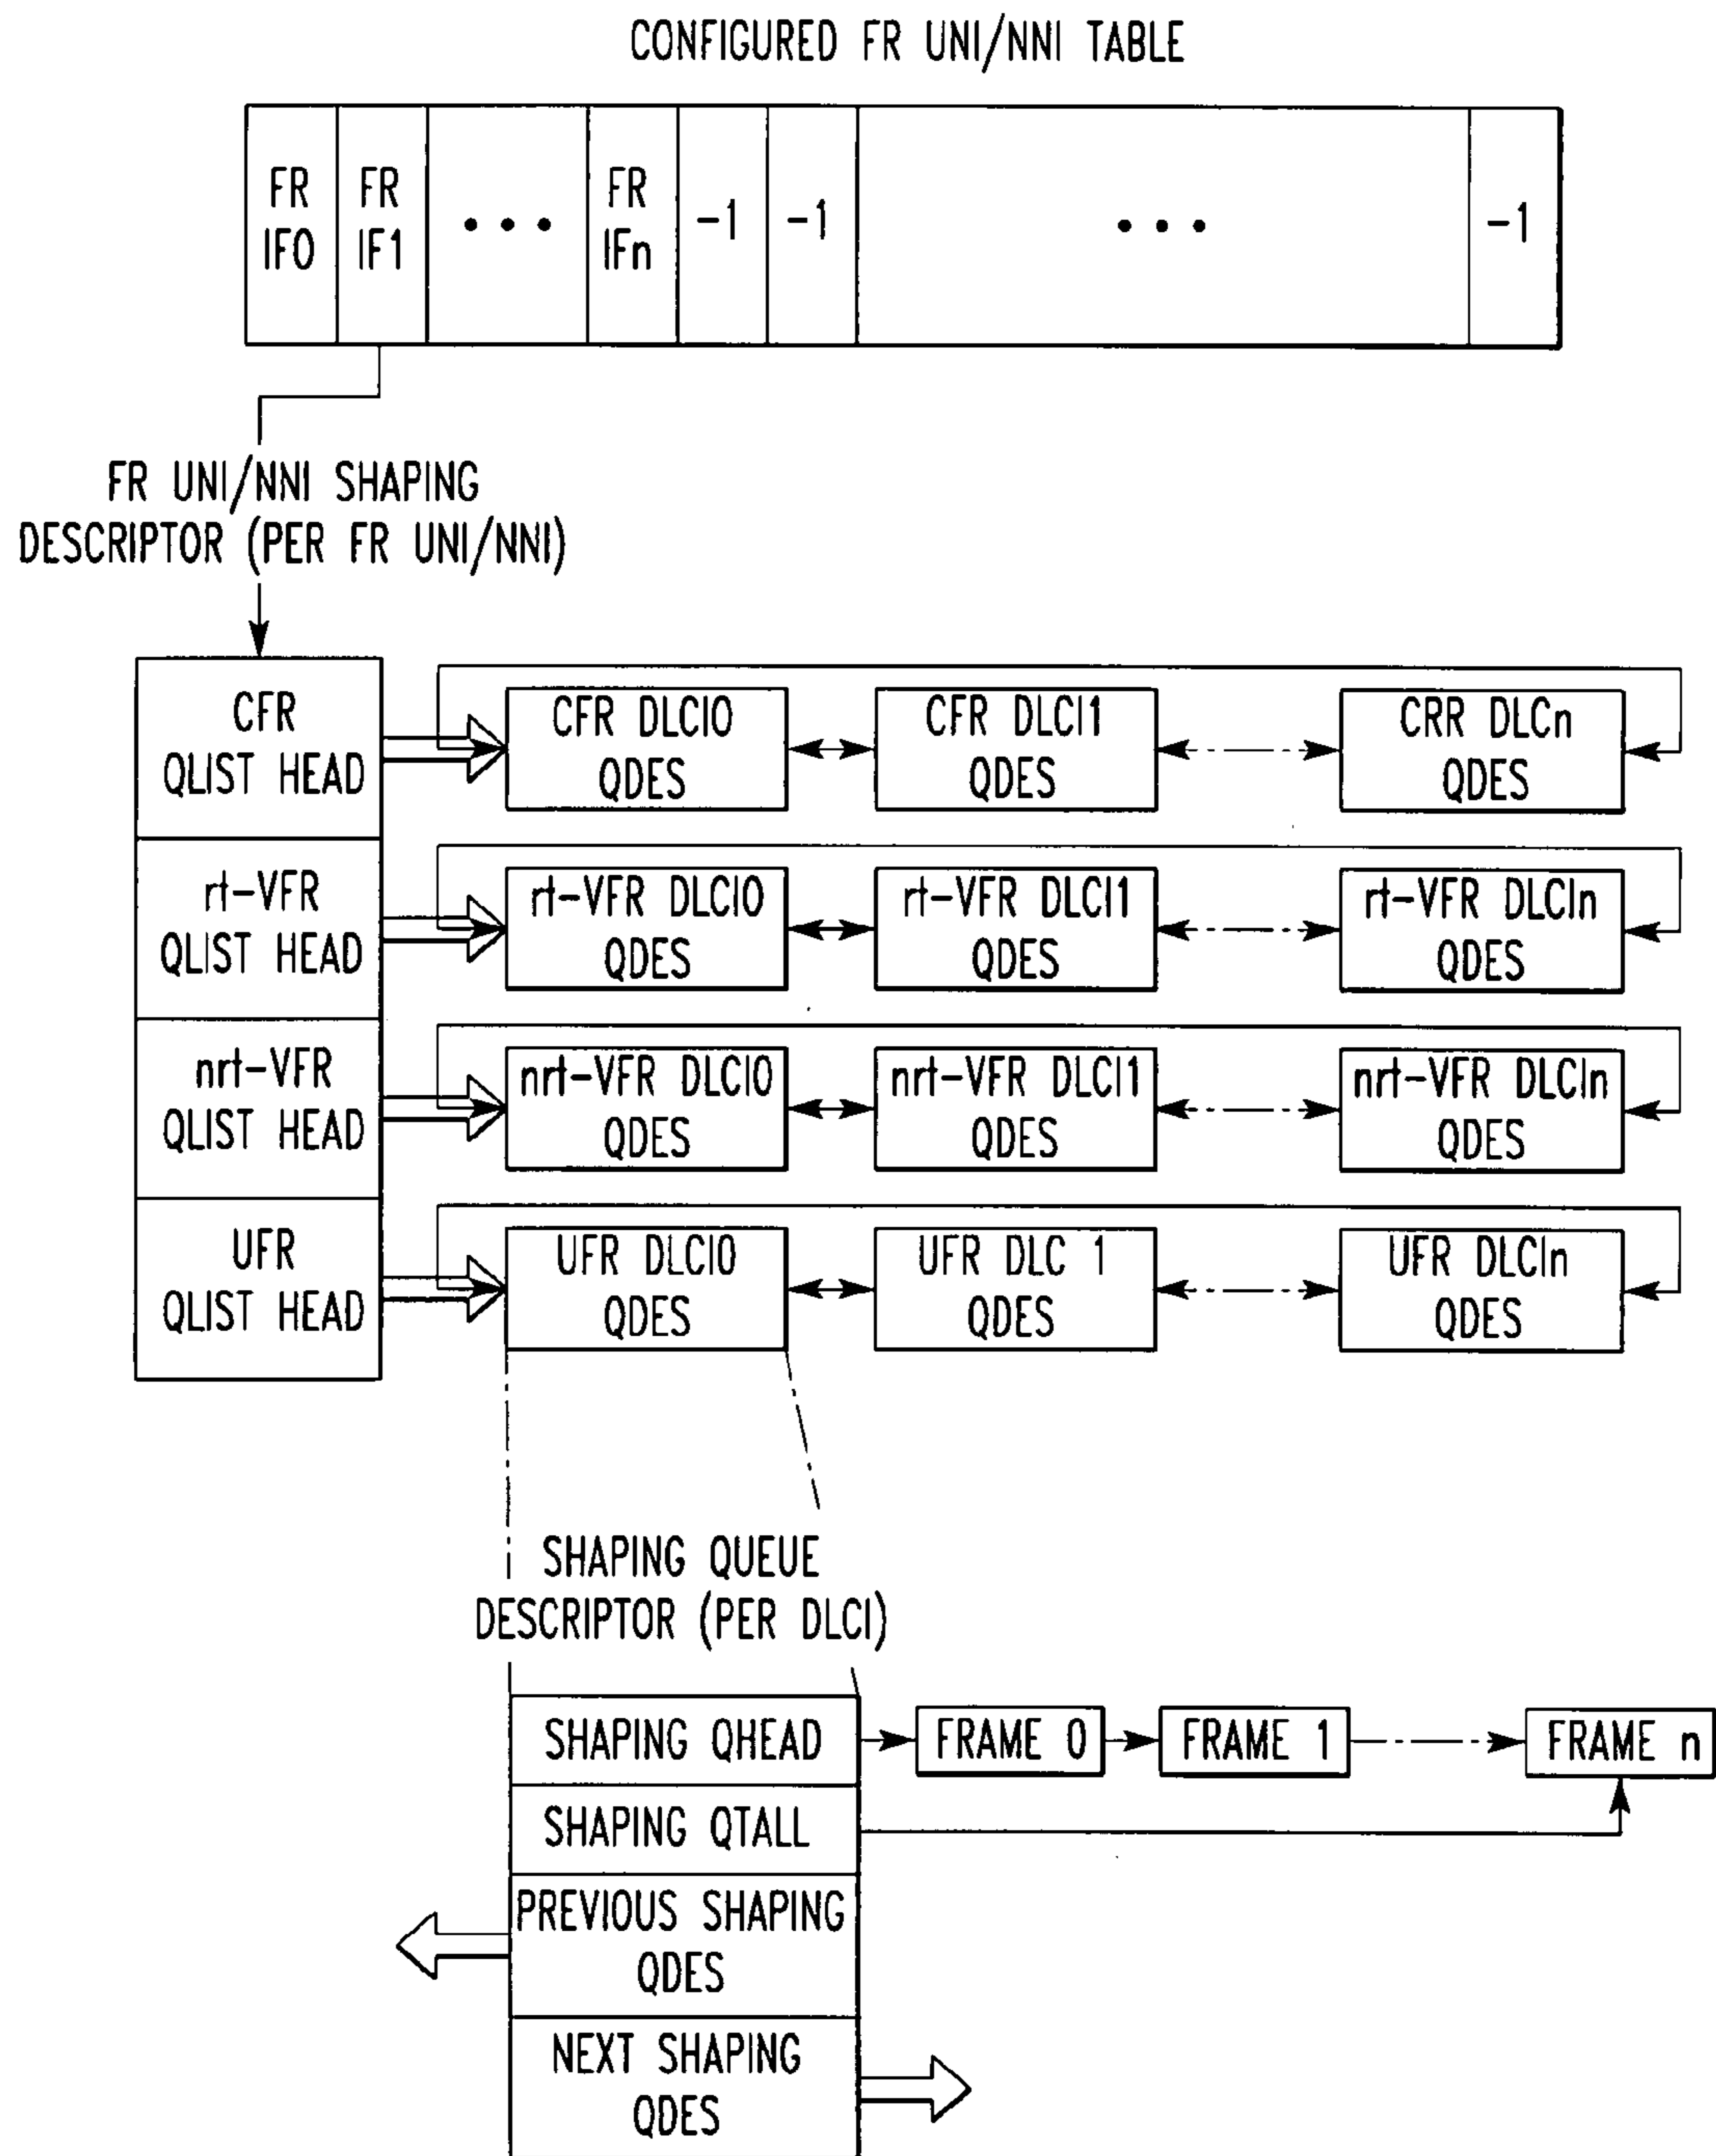 CONFIGURED FR UNI/NNI TABLE
FR IF0
FR IF1
• • •
FR IFn
-1
-1
• • •
-1
FR UNI/NNI SHAPING
DESCRIPTOR (PER FR UNI/NNI)
CFR
QLIST HEAD
CFR DLCI0
QDES
CFR DLCI1
QDES
CRR DLCn
QDES
rt-VFR
QLIST HEAD
rt-VFR DLCI0
QDES
rt-VFR DLCI1
QDES
rt-VFR DLCIn
QDES
nrt-VFR
QLIST HEAD
nrt-VFR DLCI0
QDES
nrt-VFR DLCI1
QDES
nrt-VFR DLCIn
QDES
UFR
QLIST HEAD
UFR DLCI0
QDES
UFR DLC 1
QDES
UFR DLCIn
QDES
SHAPING QUEUE
DESCRIPTOR (PER DLCI)
SHAPING QHEAD
FRAME 0
FRAME 1
FRAME n
SHAPING QTALL
PREVIOUS SHAPING
QDES
NEXT SHAPING
QDES